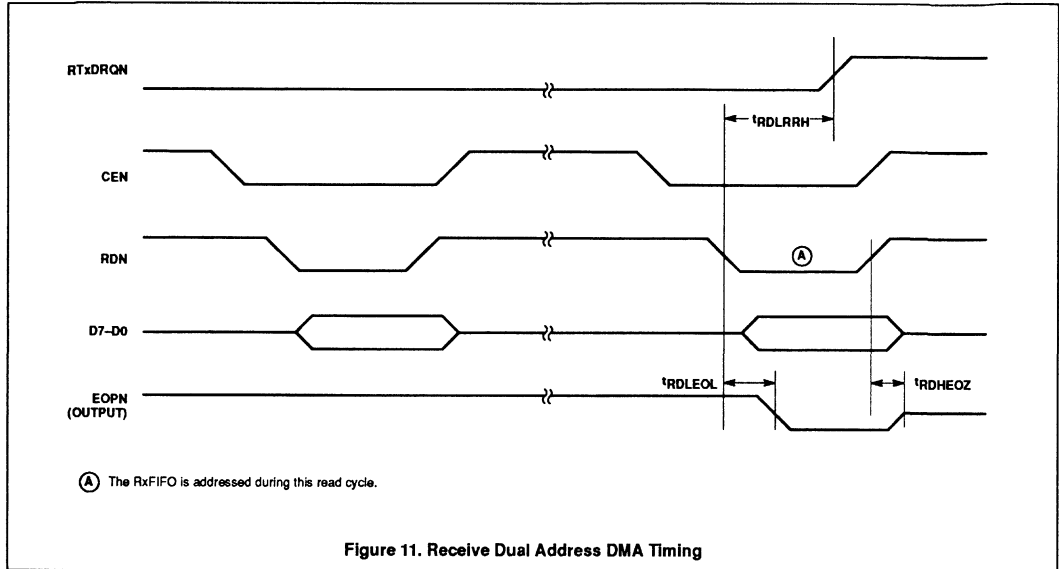 RTxDRQN
tRDLRRH
CEN
RDN
A
D7–D0
tRDLEOL
tRDHEOZ
EOPN
(OUTPUT)
A The RxFIFO is addressed during this read cycle.
Figure 11. Receive Dual Address DMA Timing